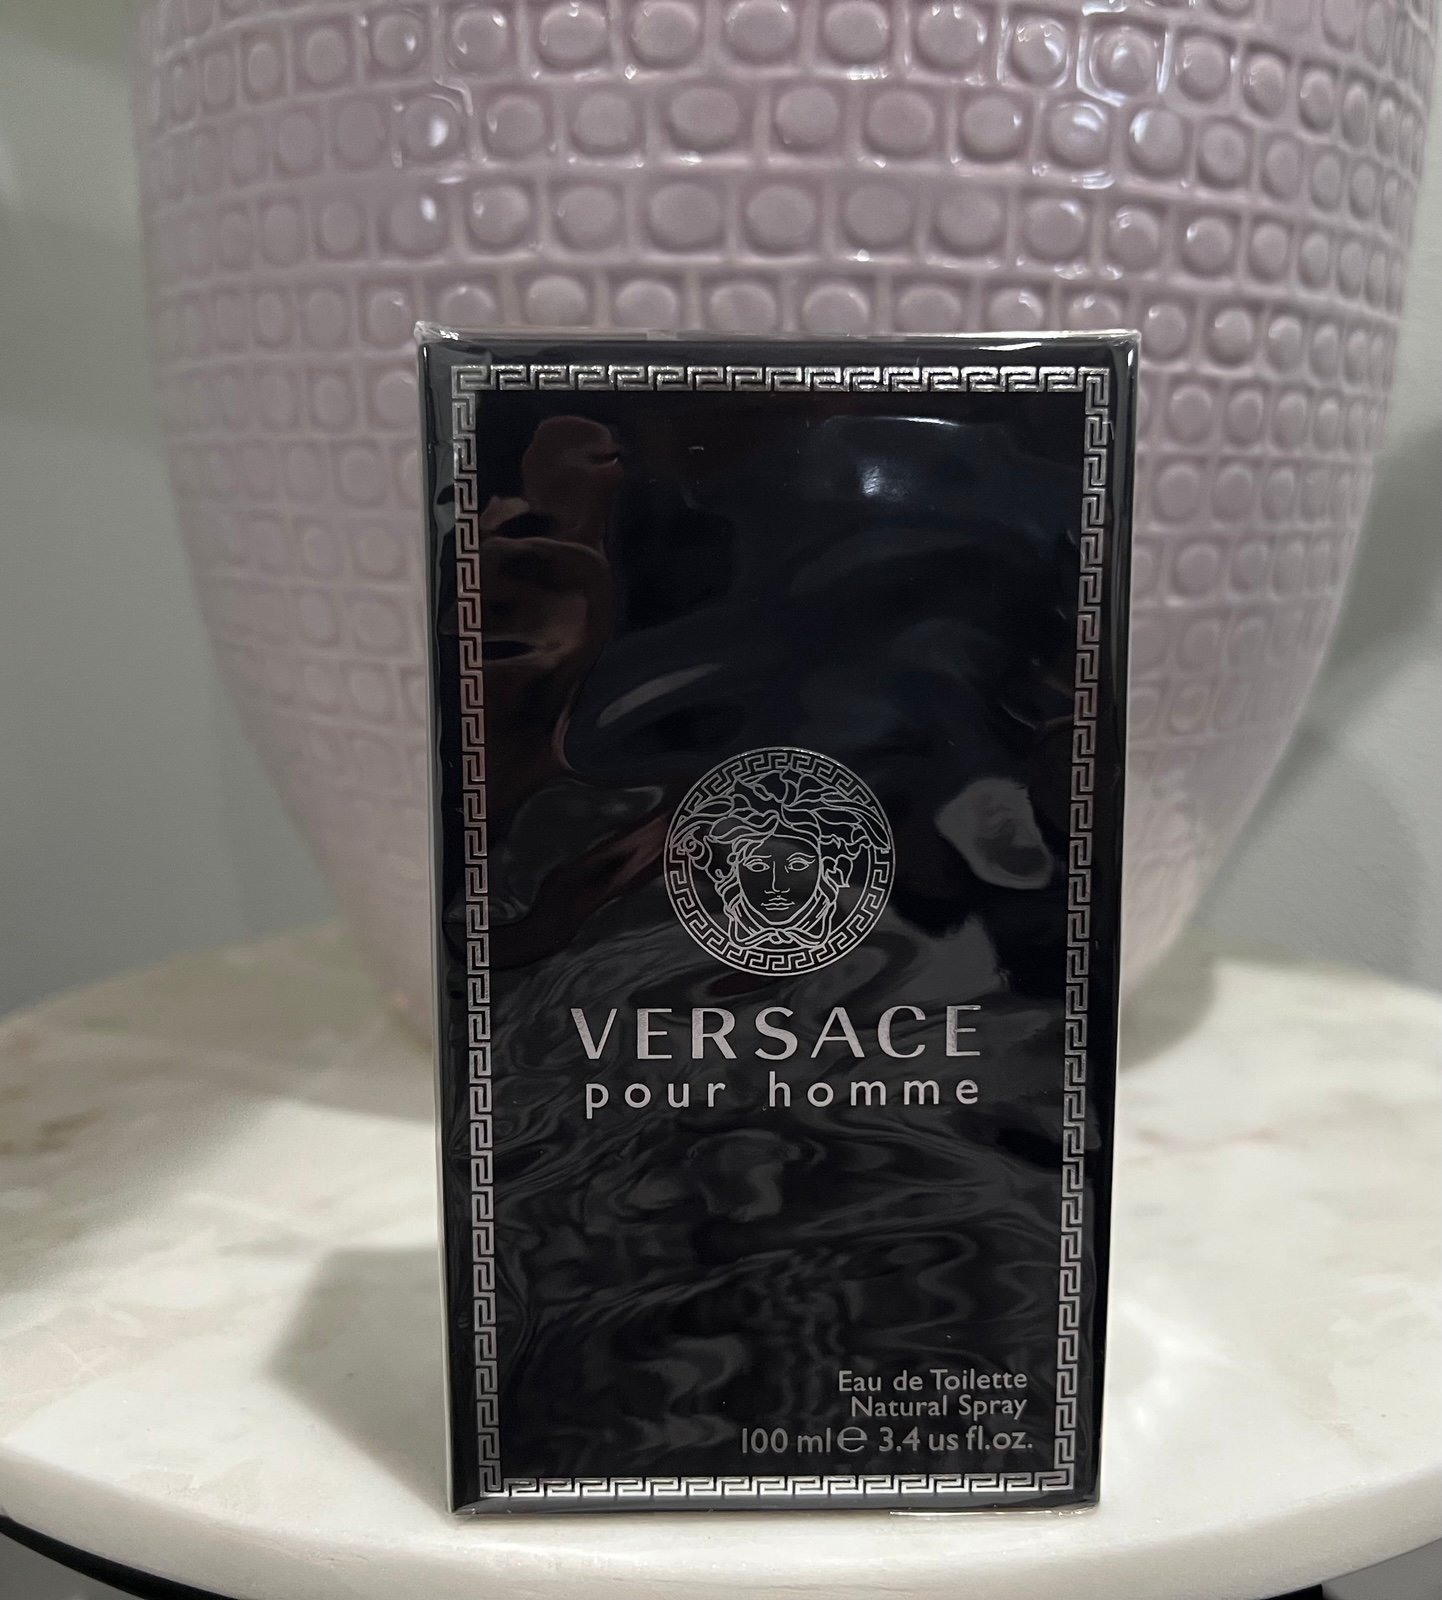 VERSACE
pour homme
Eau de Toilette
Natural Spray
100 ml ℮ 3.4 us fl.oz.